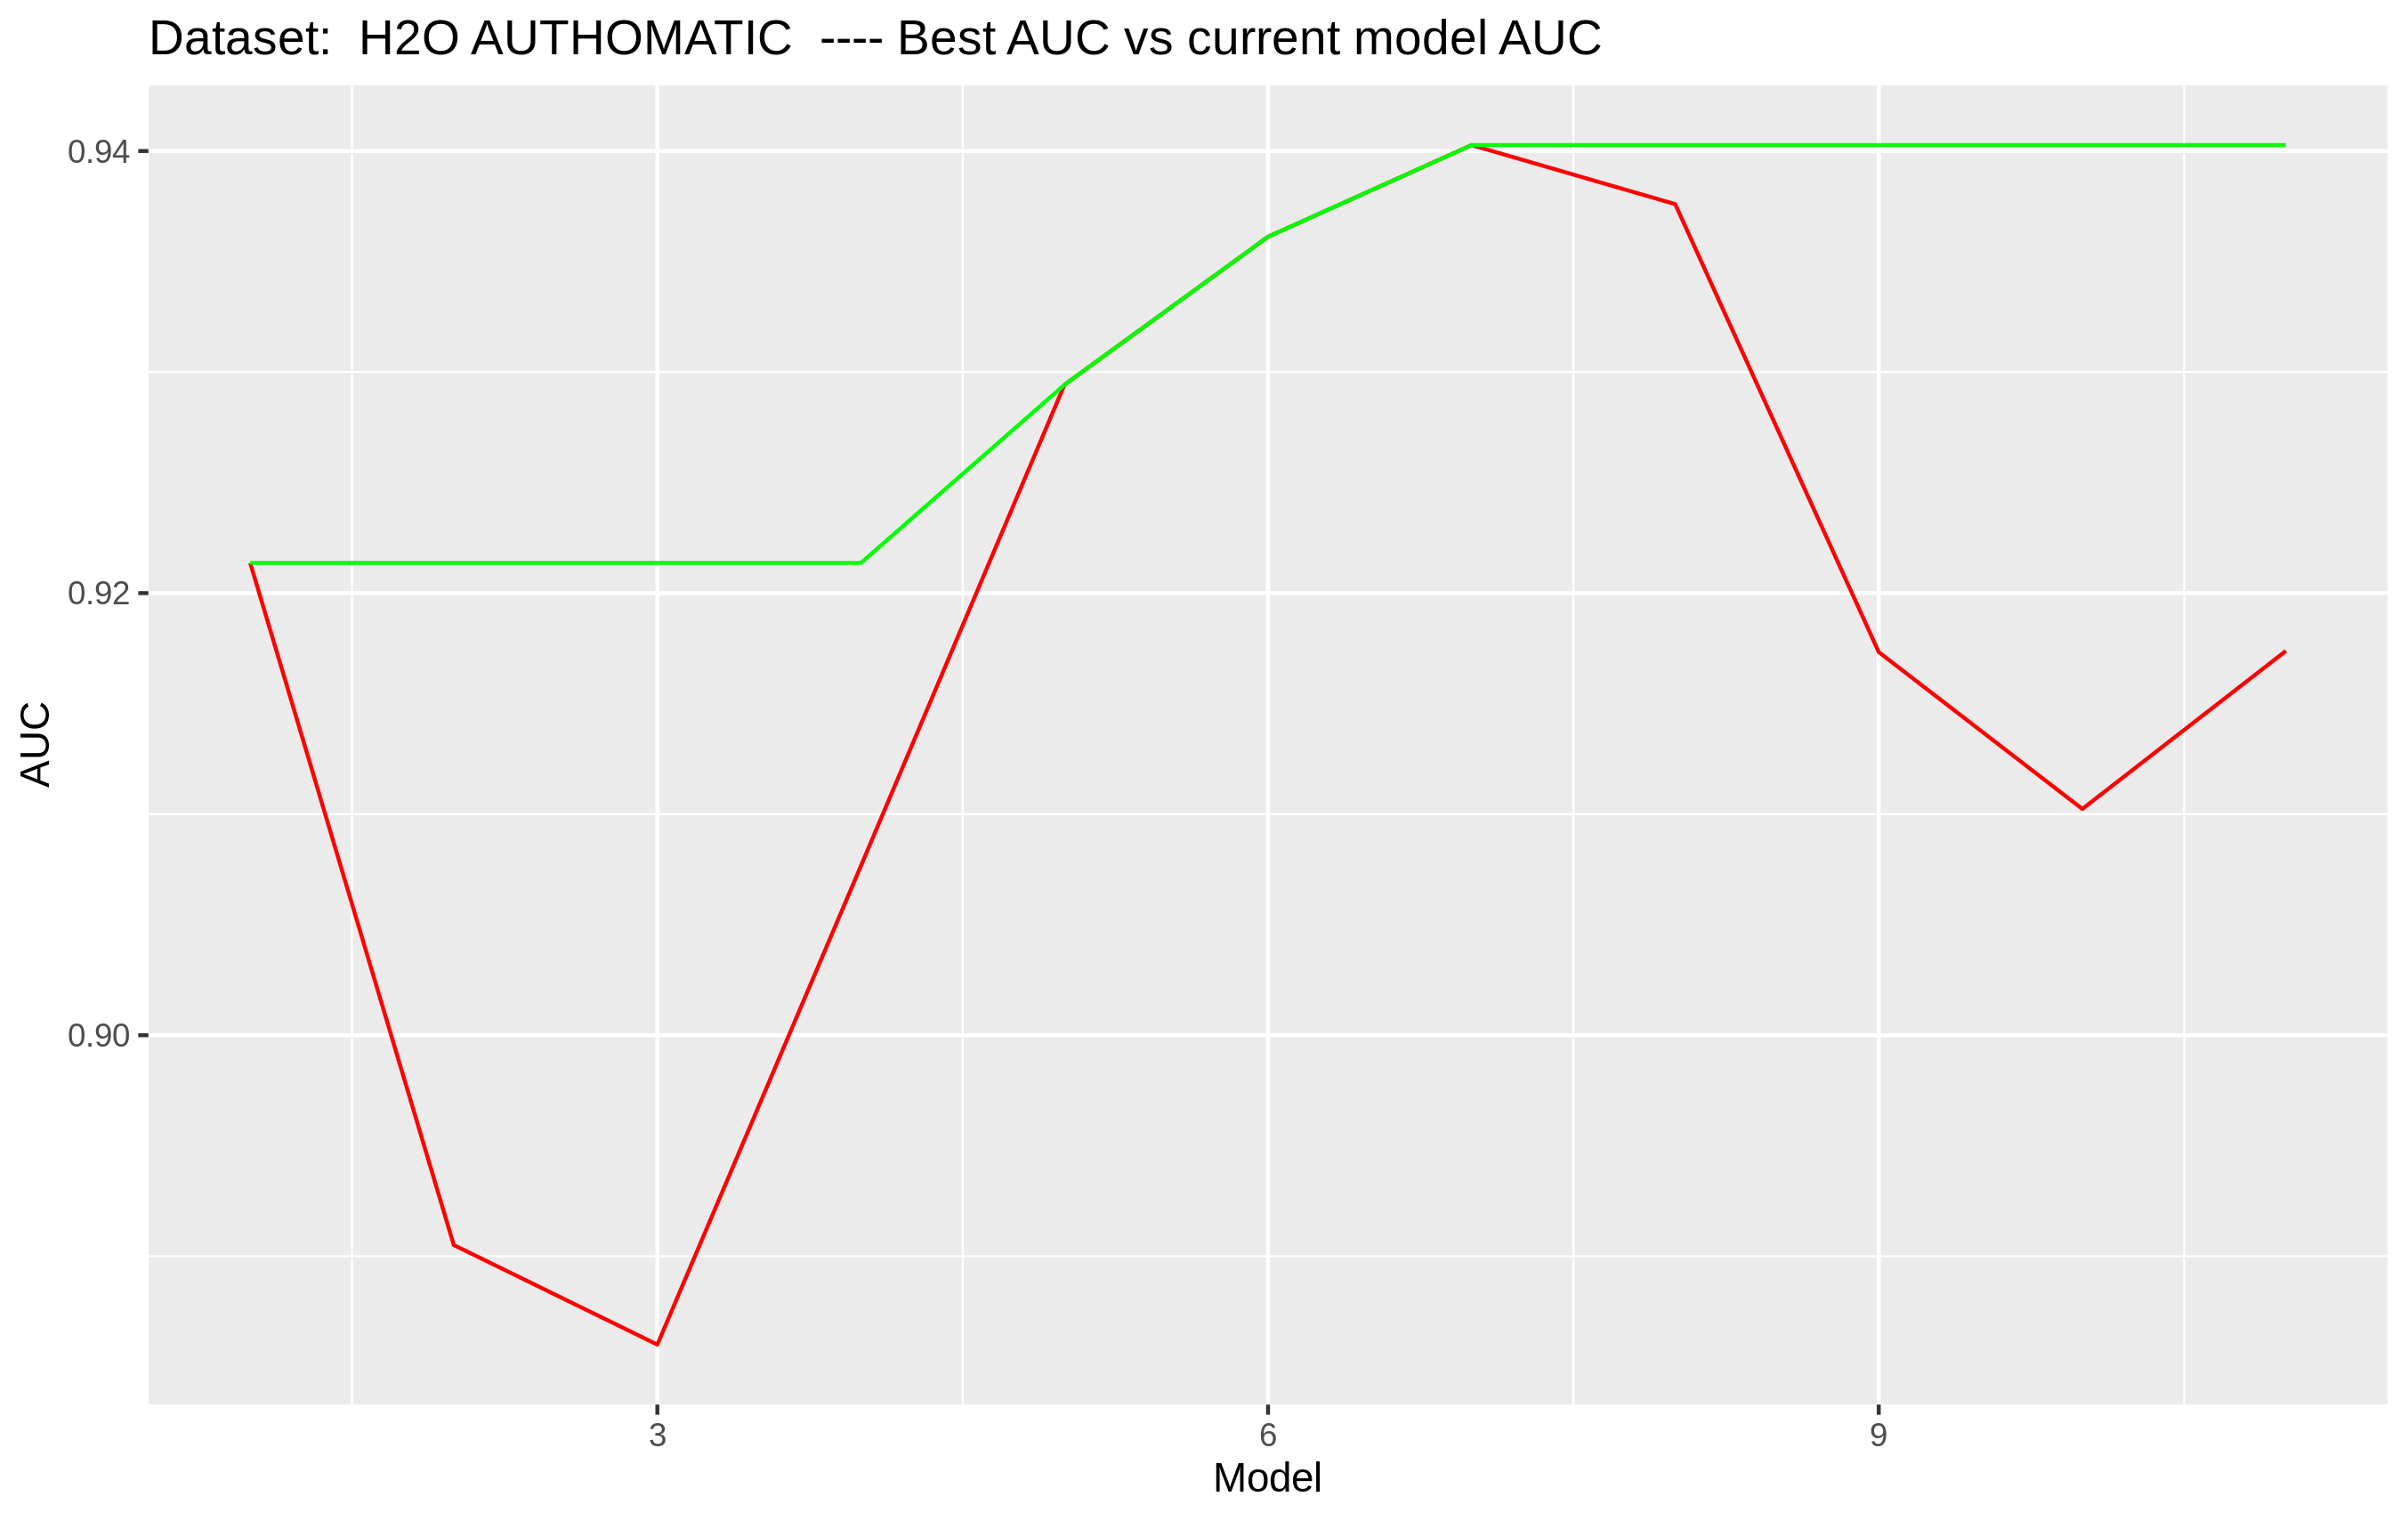 Dataset:  H2O AUTHOMATIC  ---- Best AUC vs current model AUC
0.94
0.92
0.90
AUC
3
6
9
Model